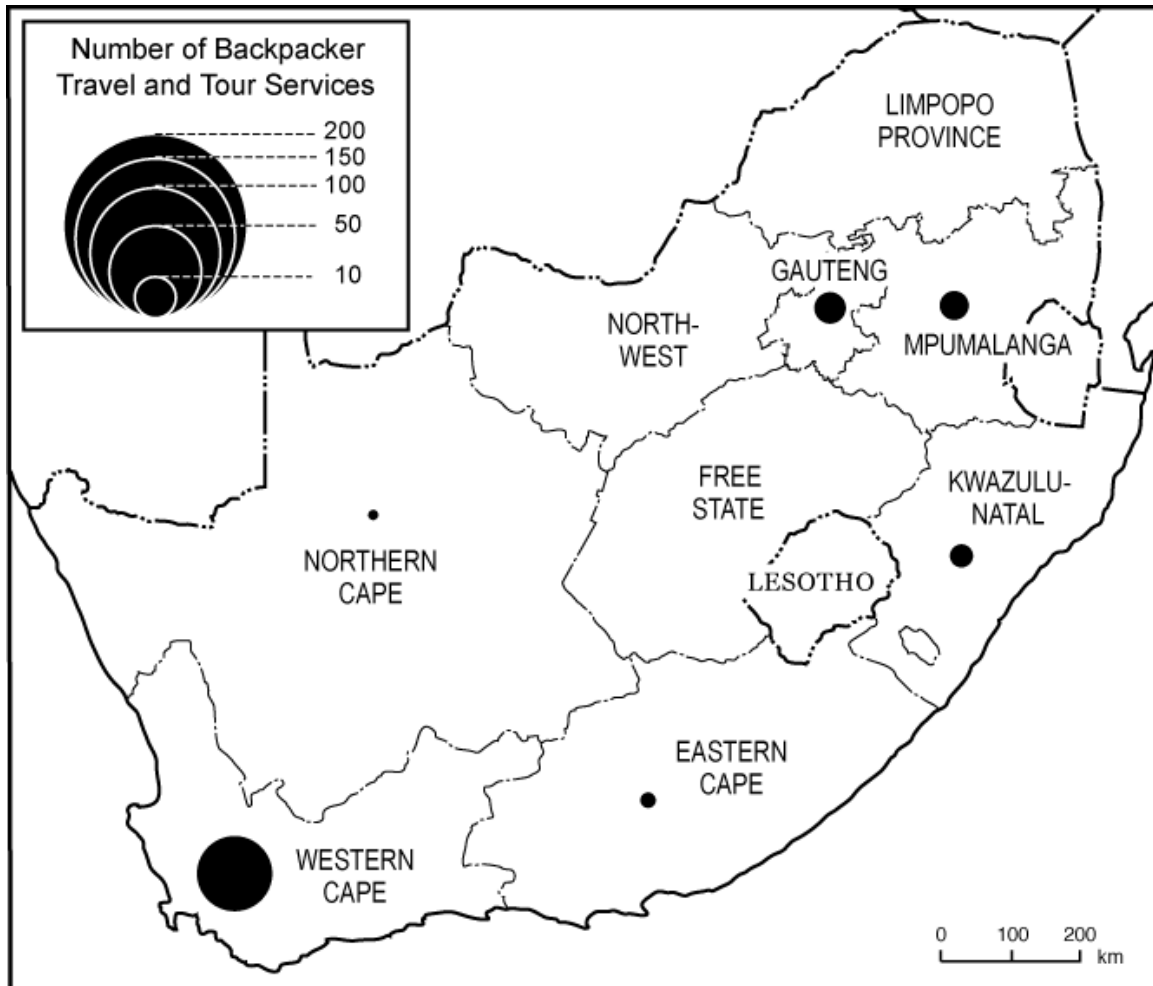 Number of Backpacker
Travel and Tour Services
200
150
100
50
10
LIMPOPO
PROVINCE
GAUTENG
NORTH-
WEST
MPUMALANGA
FREE
STATE
KWAZULU-
NATAL
NORTHERN
CAPE
LESOTHO
EASTERN
CAPE
WESTERN
CAPE
0 100 200
km